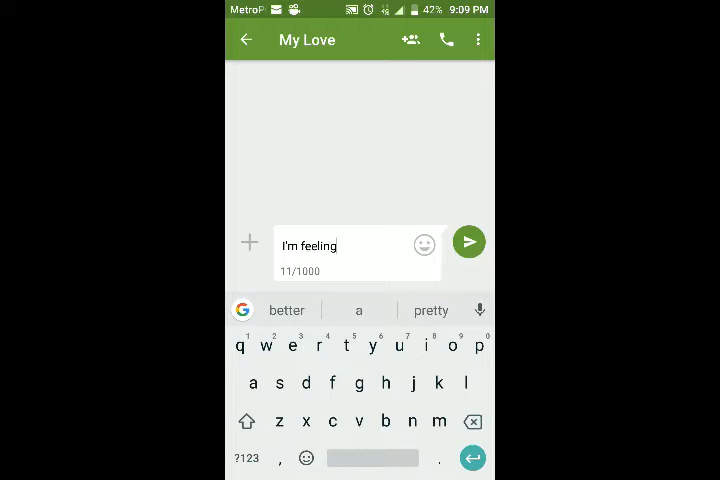 MetroP 42% 9:09 PM
My Love
I'm feeling
11/1000
G better a pretty
1 2 3 4 5 6 7 8 9 0
q w e r t y u i o p
a s d f g h j k l
z x c v b n m
?123 , .